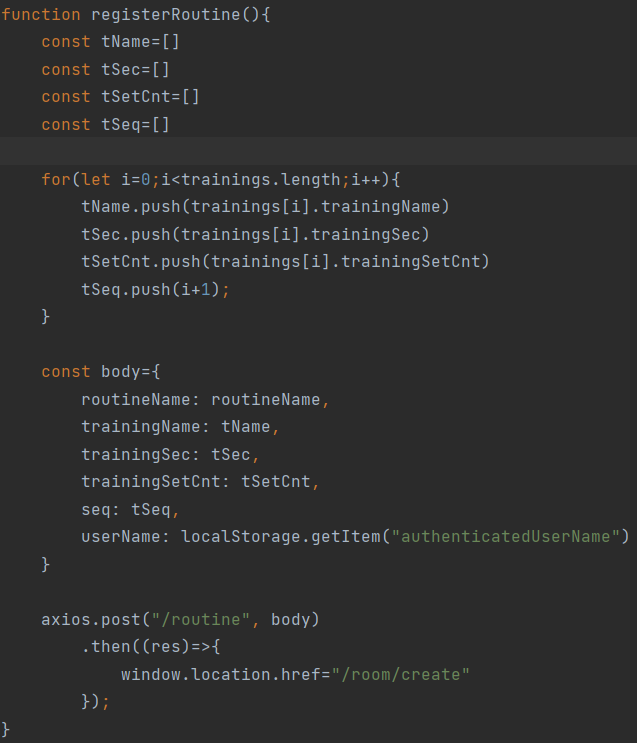 function registerRoutine(){
    const tName=[]
    const tSec=[]
    const tSetCnt=[]
    const tSeq=[]

    for(let i=0;i<trainings.length;i++){
        tName.push(trainings[i].trainingName)
        tSec.push(trainings[i].trainingSec)
        tSetCnt.push(trainings[i].trainingSetCnt)
        tSeq.push(i+1);
    }

    const body={
        routineName: routineName,
        trainingName: tName,
        trainingSec: tSec,
        trainingSetCnt: tSetCnt,
        seq: tSeq,
        userName: localStorage.getItem("authenticatedUserName")
    }

    axios.post("/routine", body)
        .then((res)=>{
            window.location.href="/room/create"
        });
}